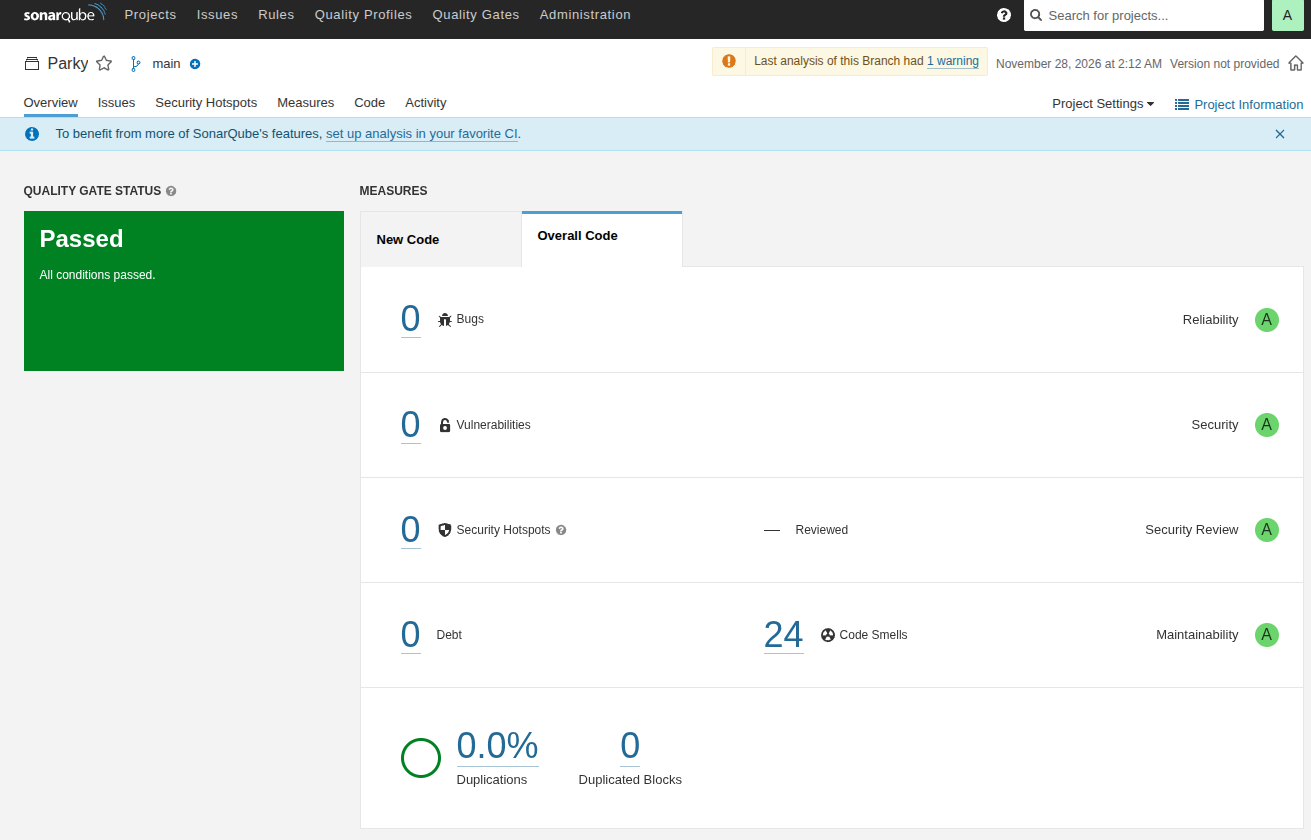 sonarqube Projects Issues Rules Quality Profiles Quality Gates Administration ? Search for projects... A
Parky main Last analysis of this Branch had 1 warning November 28, 2026 at 2:12 AM Version not provided
Overview Issues Security Hotspots Measures Code Activity Project Settings Project Information
To benefit from more of SonarQube's features, set up analysis in your favorite CI.
QUALITY GATE STATUS ?
MEASURES
Passed
All conditions passed.
New Code Overall Code
0 Bugs Reliability A
0 Vulnerabilities Security A
0 Security Hotspots ? — Reviewed Security Review A
0 Debt 24 Code Smells Maintainability A
0.0% 0
Duplications Duplicated Blocks